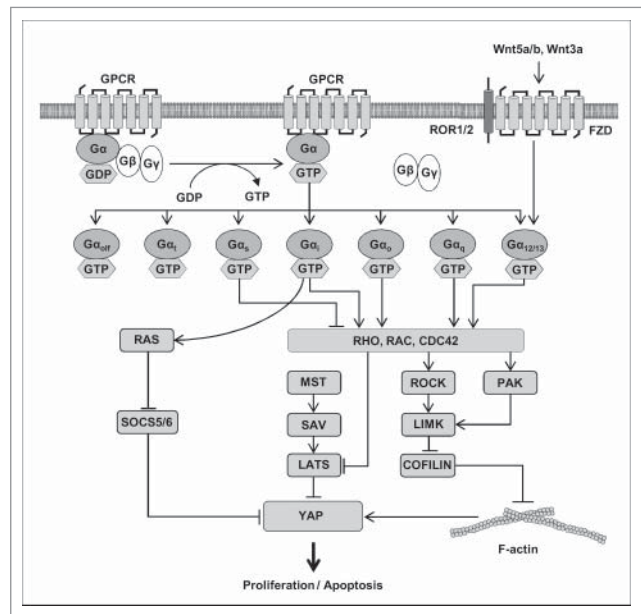 Wnt5a/b, Wnt3a
GPCR
GPCR
ROR1/2
FZD
Gα
GDP
Gβ
Gγ
Gα
GTP
Gβ
Gγ
GDP
GTP
Gαolf
GTP
Gαt
GTP
Gαs
GTP
Gαi
GTP
Gαo
GTP
Gαq
GTP
Gα12/13
GTP
RAS
RHO, RAC, CDC42
MST
ROCK
PAK
SOCS5/6
SAV
LIMK
LATS
COFILIN
YAP
F-actin
Proliferation / Apoptosis